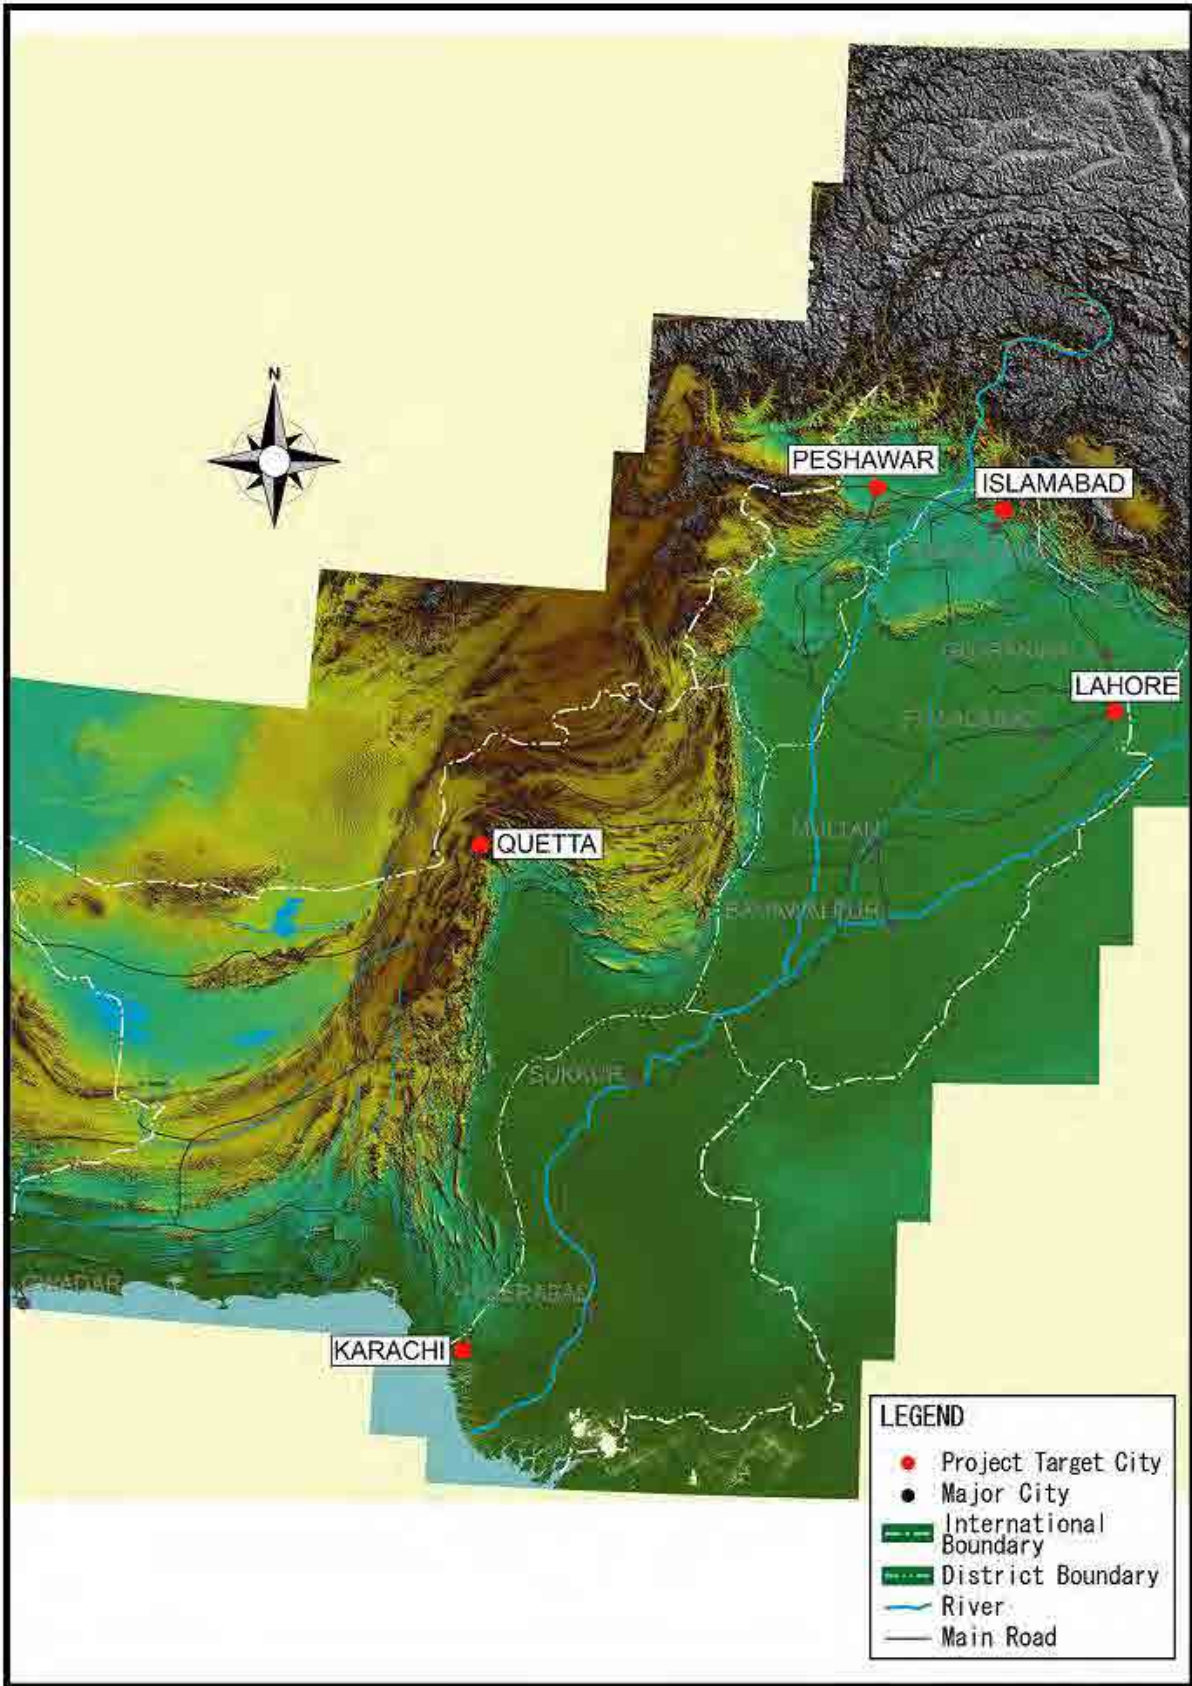 N
PESHAWAR
ISLAMABAD
LAHORE
QUETTA
MULTAN
BAHAWALPUR
SUKKUR
GWADAR
KARACHI
LEGEND
Project Target City
Major City
International
Boundary
District Boundary
River
Main Road